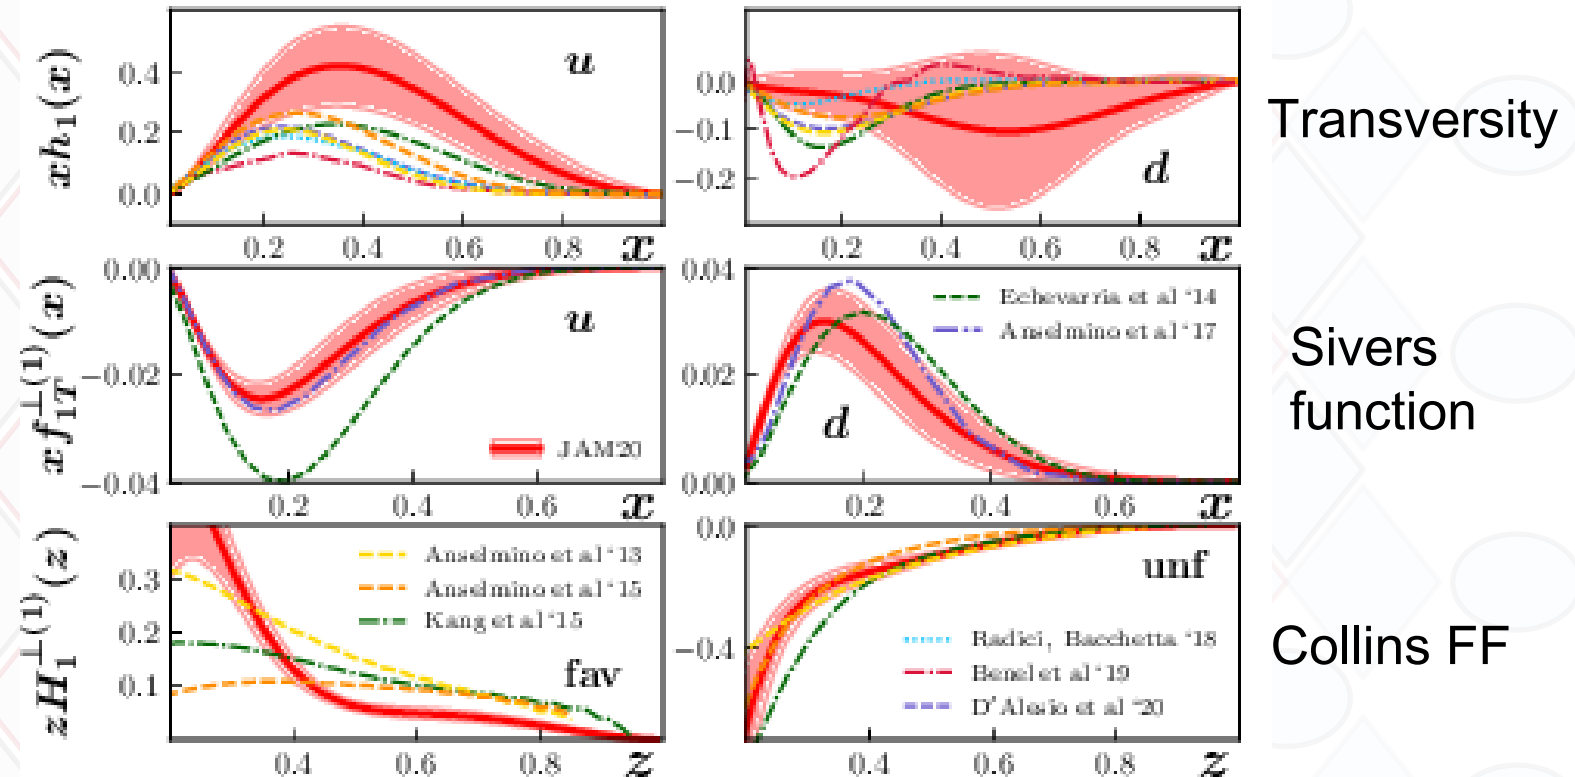 xh₁(x)
0.4
0.2
0.0
u
0.2 0.4 0.6 0.8 x
0.0
−0.1
−0.2
d
0.2 0.4 0.6 0.8 x
Transversity
x f₁T^⊥(1)(x)
0.00
−0.02
−0.04
u
JAM20
0.2 0.4 0.6 x
0.04
0.02
0.00
Echevarria et al '14
Anselmino et al '17
d
0.2 0.4 0.6 x
Sivers
function
zH₁^⊥(1)(z)
0.3
0.2
0.1
Anselmino et al '13
Anselmino et al '15
Kang et al '15
fav
0.4 0.6 0.8 z
0.0
−0.4
unf
Radici, Bacchetta '18
Benel et al '19
D'Alesio et al '20
0.4 0.6 0.8 z
Collins FF